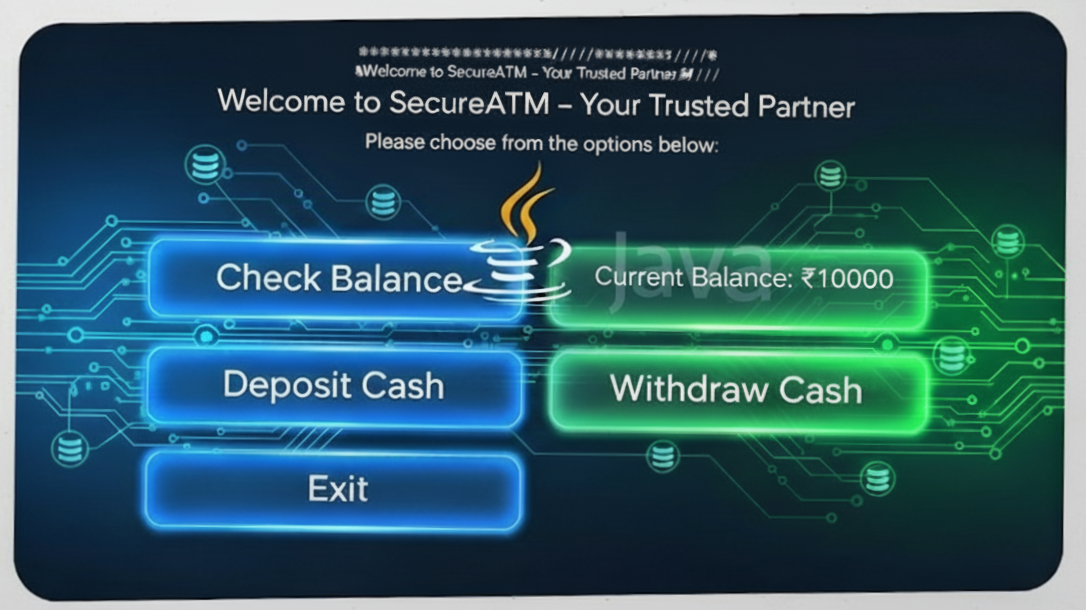 Welcome to SecureATM – Your Trusted Partner
Welcome to SecureATM – Your Trusted Partner
Please choose from the options below:
Java
Check Balance
Current Balance: ₹10000
Deposit Cash
Withdraw Cash
Exit